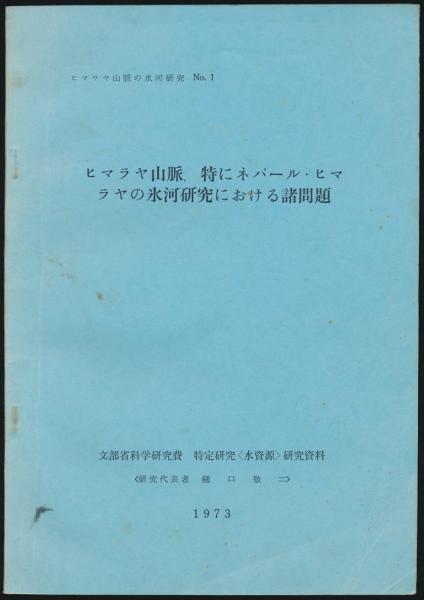 ヒマラヤ山脈の氷河研究 No. 1
ヒマラヤ山脈，特にネパール・ヒマ
ラヤの氷河研究における諸問題
文部省科学研究費　特定研究〈水資源〉研究資料
〈研究代表者　樋　口　敬　二〉
1973